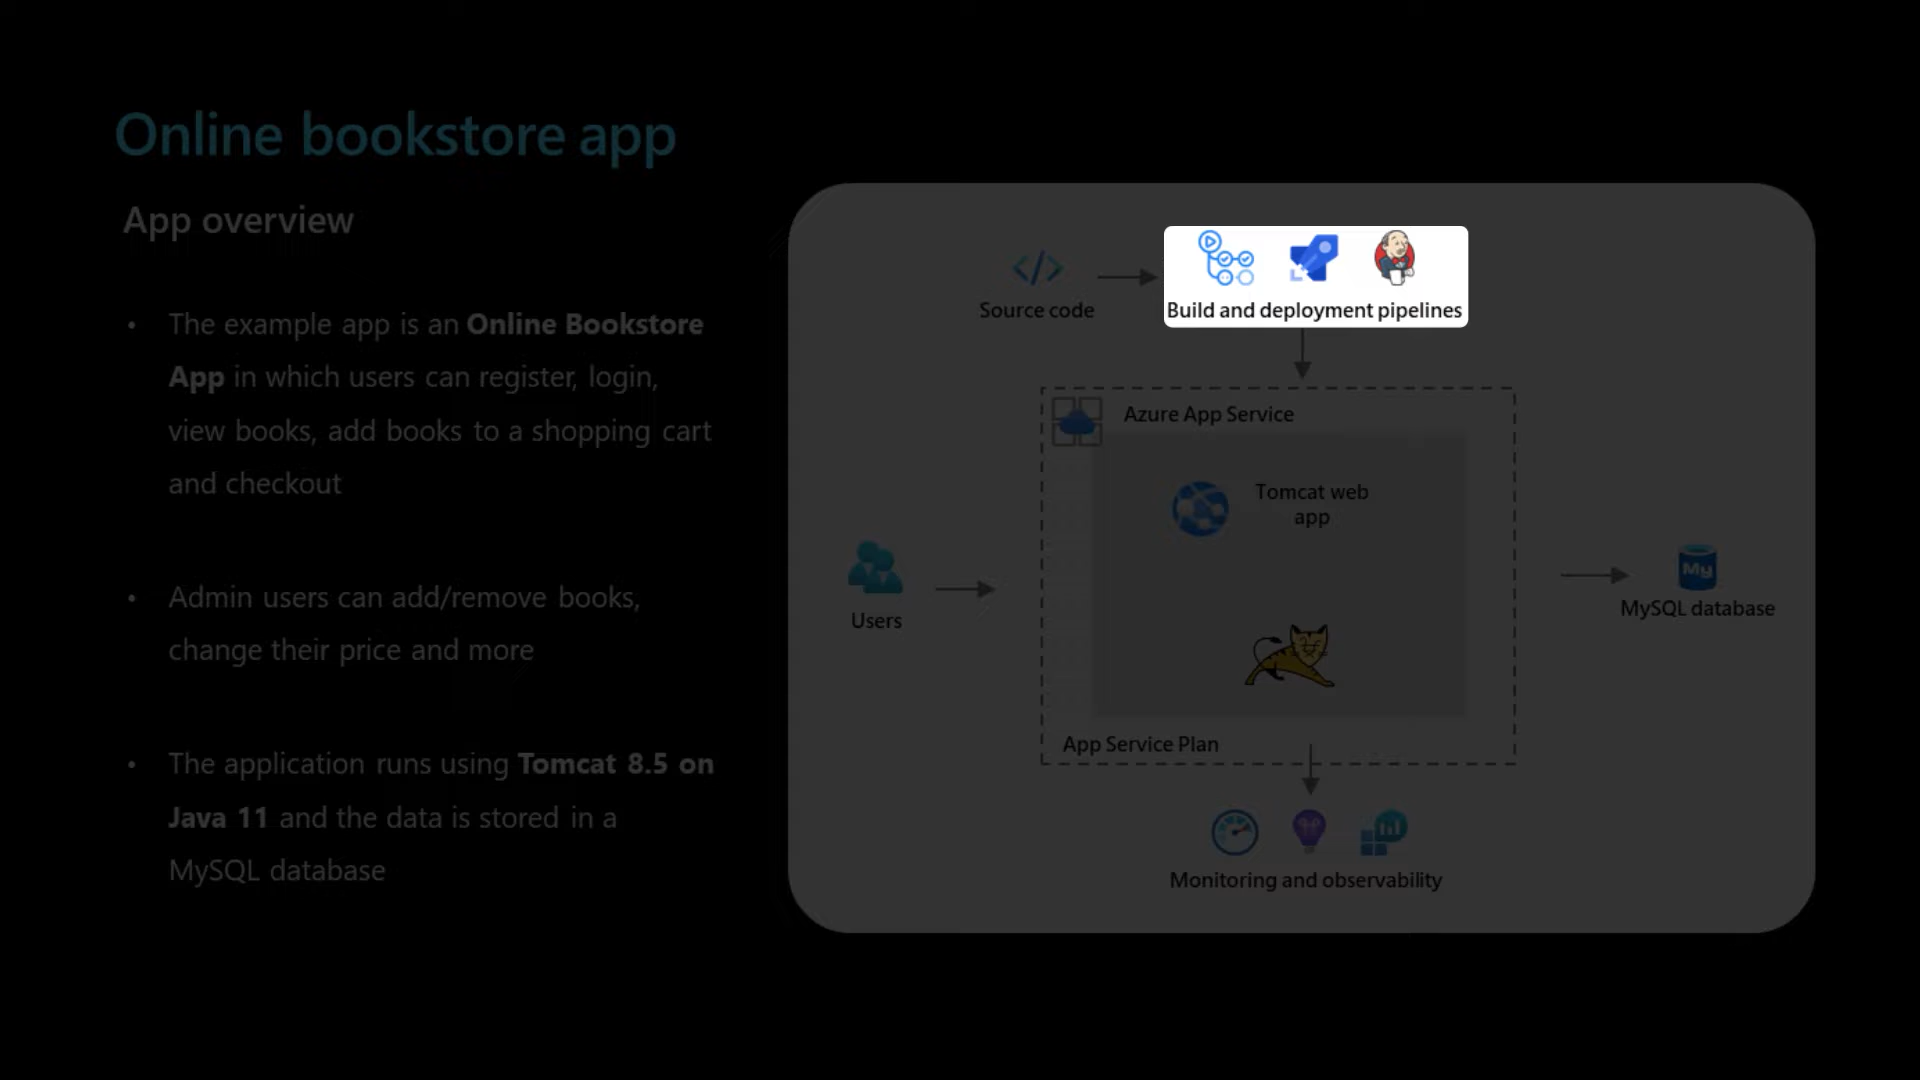 Online bookstore app
App overview
• The example app is an Online Bookstore
App in which users can register, login,
view books, add books to a shopping cart
and checkout
• Admin users can add/remove books,
change their price and more
• The application runs using Tomcat 8.5 on
Java 11 and the data is stored in a
MySQL database
</>
Source code
Build and deployment pipelines
Azure App Service
Tomcat web
app
Users
My
MySQL database
App Service Plan
Monitoring and observability